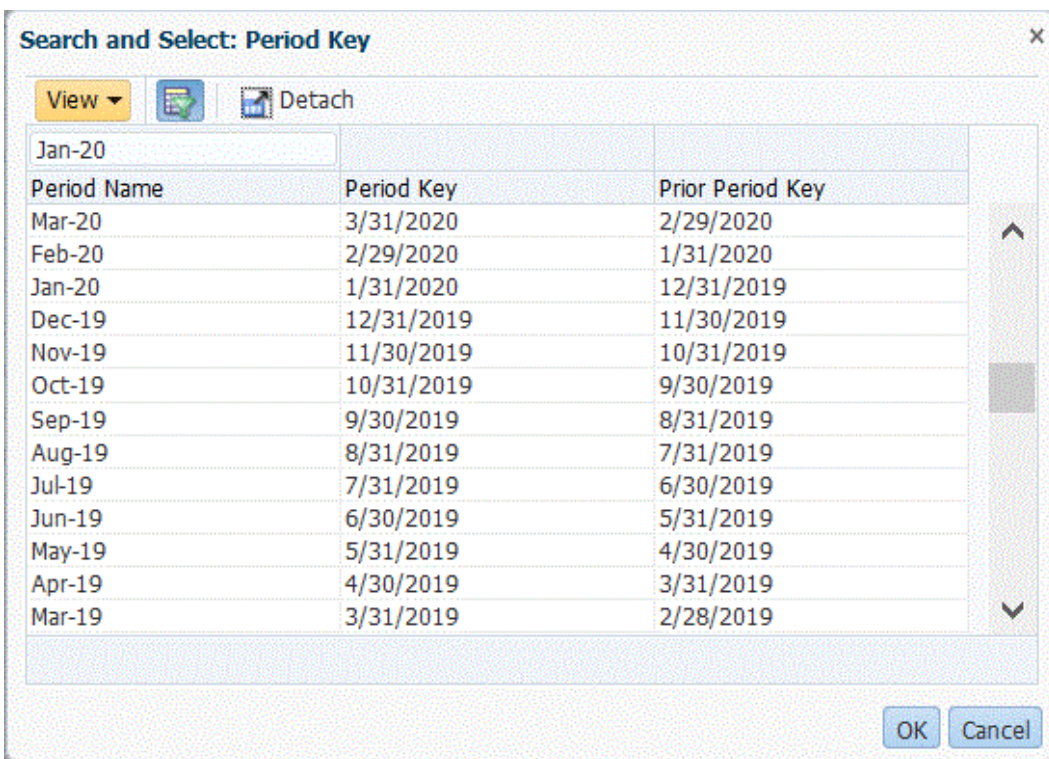 Search and Select: Period Key
View Detach
Jan-20
Period Name Period Key Prior Period Key
Mar-20 3/31/2020 2/29/2020
Feb-20 2/29/2020 1/31/2020
Jan-20 1/31/2020 12/31/2019
Dec-19 12/31/2019 11/30/2019
Nov-19 11/30/2019 10/31/2019
Oct-19 10/31/2019 9/30/2019
Sep-19 9/30/2019 8/31/2019
Aug-19 8/31/2019 7/31/2019
Jul-19 7/31/2019 6/30/2019
Jun-19 6/30/2019 5/31/2019
May-19 5/31/2019 4/30/2019
Apr-19 4/30/2019 3/31/2019
Mar-19 3/31/2019 2/28/2019
OK Cancel